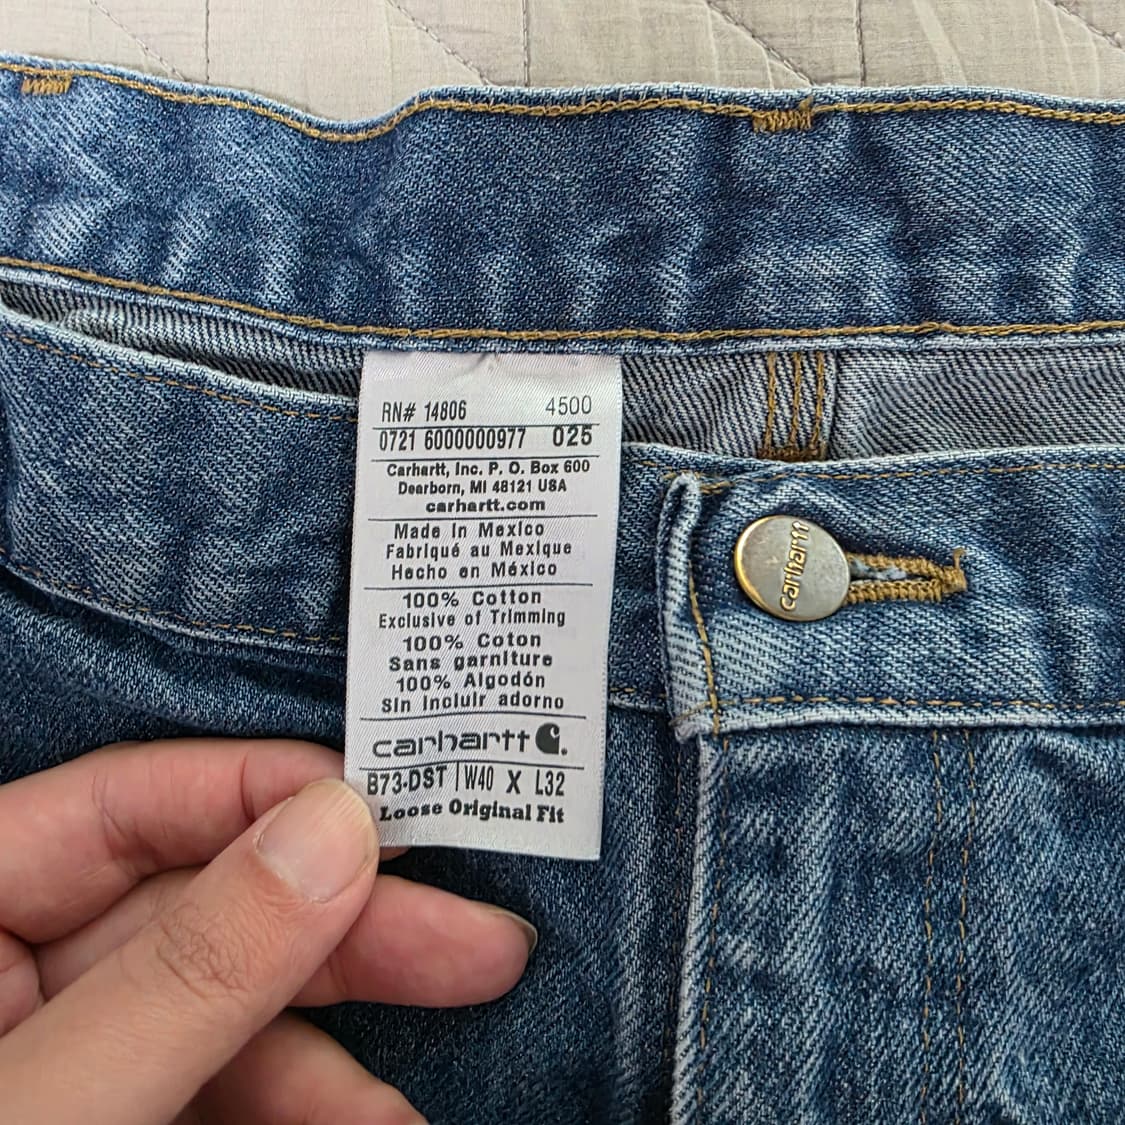 RN# 14806 4500
0721 6000000977 025
Carhartt, Inc. P. O. Box 600
Dearborn, MI 48121 USA
carhartt.com
Made In Mexico
Fabriqué au Mexique
Hecho en México
100% Cotton
Exclusive of Trimming
100% Coton
Sans garniture
100% Algodón
Sin Incluir adorno
carhartt
B73-DST | W40 X L32
Loose Original Fit
carhartt